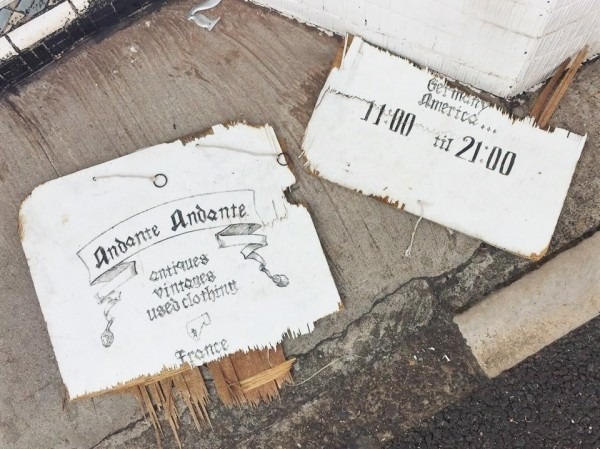 Andante Andante
antiques
vintages
used clothing
France
Germany
America...
11:00 til 21:00